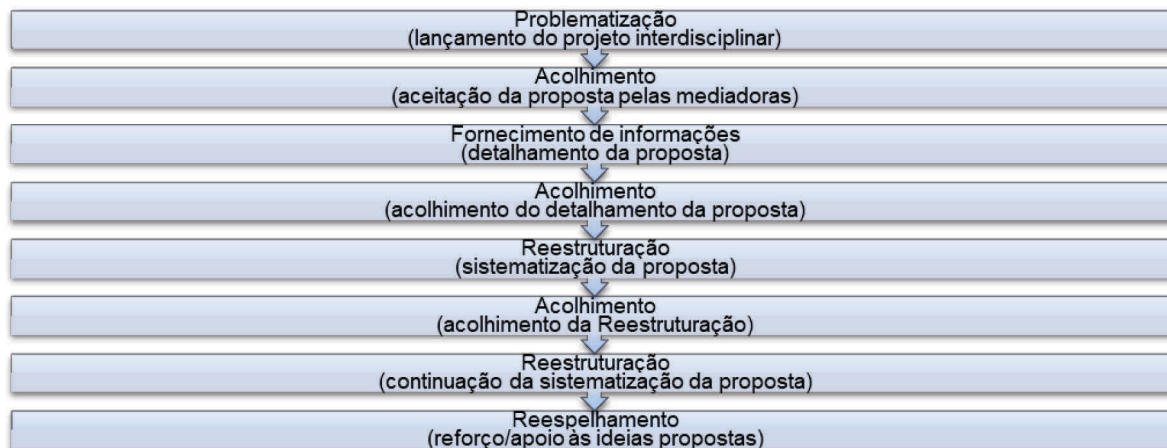 Problematização
(lançamento do projeto interdisciplinar)
Acolhimento
(aceitação da proposta pelas mediadoras)
Fornecimento de informações
(detalhamento da proposta)
Acolhimento
(acolhimento do detalhamento da proposta)
Reestruturação
(sistematização da proposta)
Acolhimento
(acolhimento da Reestruturação)
Reestruturação
(continuação da sistematização da proposta)
Reespelhamento
(reforço/apoio às ideias propostas)